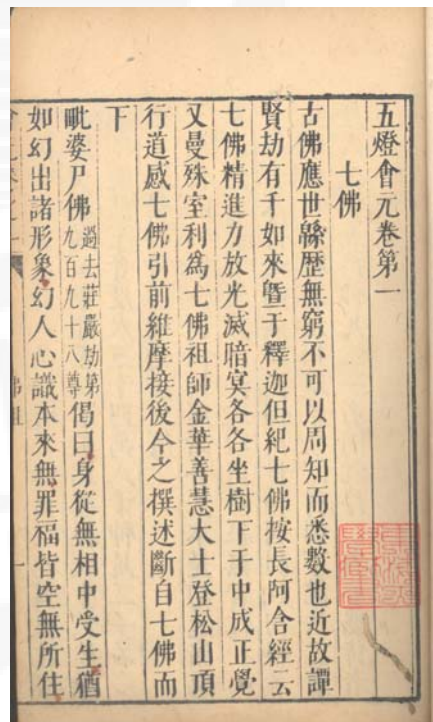 五燈會元卷第一
七佛
古佛應世緜歷無窮不可以周知而悉數也近故譚
賢劫有千如來暨于釋迦但紀七佛按長阿含經云
七佛精進力放光滅暗冥各各坐樹下于中成正覺
又曼殊室利為七佛祖師金華善慧大士登松山頂
行道感七佛引前維摩接後今之撰述斷自七佛而
下
毗婆尸佛過去莊嚴劫第九百九十八尊偈曰身從無相中受生猶
如幻出諸形象幻人心識本來無罪福皆空無所住